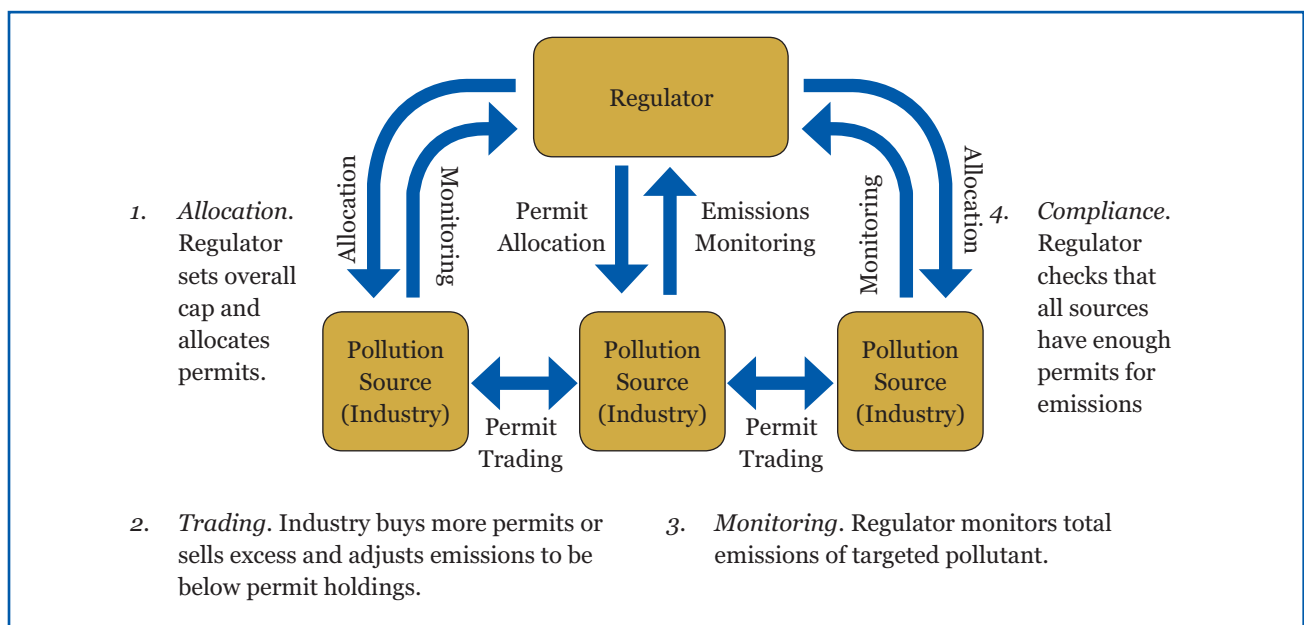 Regulator
Allocation
Monitoring
Permit
Allocation
Emissions
Monitoring
Monitoring
Allocation
1. Allocation.
Regulator
sets overall
cap and
allocates
permits.
4. Compliance.
Regulator
checks that
all sources
have enough
permits for
emissions
Pollution
Source
(Industry)
Pollution
Source
(Industry)
Pollution
Source
(Industry)
Permit
Trading
Permit
Trading
2. Trading. Industry buys more permits or
sells excess and adjusts emissions to be
below permit holdings.
3. Monitoring. Regulator monitors total
emissions of targeted pollutant.